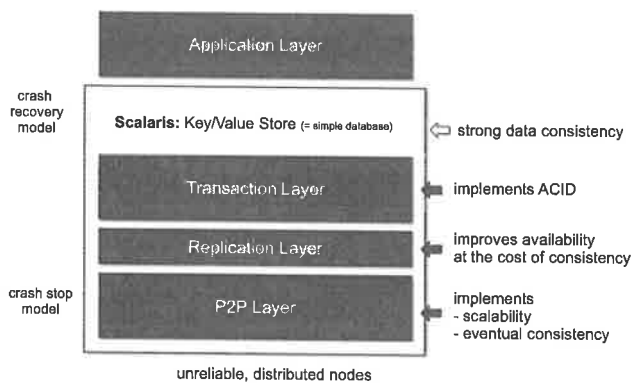 Application Layer
crash
recovery
model
Scalaris: Key/Value Store (= simple database)
strong data consistency
Transaction Layer
implements ACID
Replication Layer
improves availability
at the cost of consistency
crash stop
model
P2P Layer
implements
- scalability
- eventual consistency
unreliable, distributed nodes